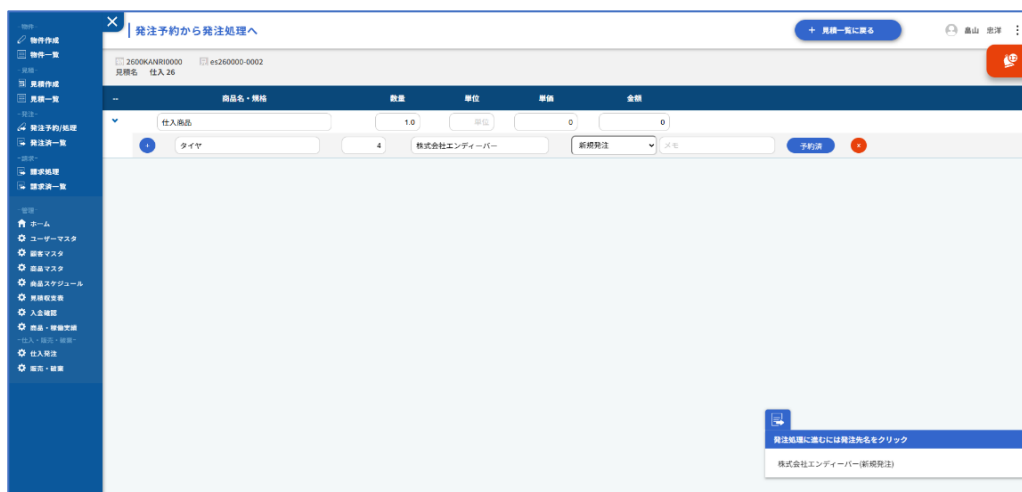 -物件-
物件作成
物件一覧
-見積-
見積作成
見積一覧
-発注-
発注予約/処理
発注済一覧
-請求-
請求処理
請求済一覧
-管理-
ホーム
ユーザーマスタ
顧客マスタ
商品マスタ
商品スケジュール
見積収支表
入金確認
商品・稼働実績
-仕入・販売・破棄-
仕入発注
販売・破棄
発注予約から発注処理へ
+ 見積一覧に戻る
畠山 忠洋
12
2600KANRI0000 es260000-0002
見積名 仕入 26
-- 商品名・規格 数量 単位 単価 金額
仕入商品 1.0 単位 0 0
+ タイヤ 4 株式会社エンディーバー 新規発注 メモ 予約済 ×
発注処理に進むには発注先名をクリック
株式会社エンディーバー(新規発注)